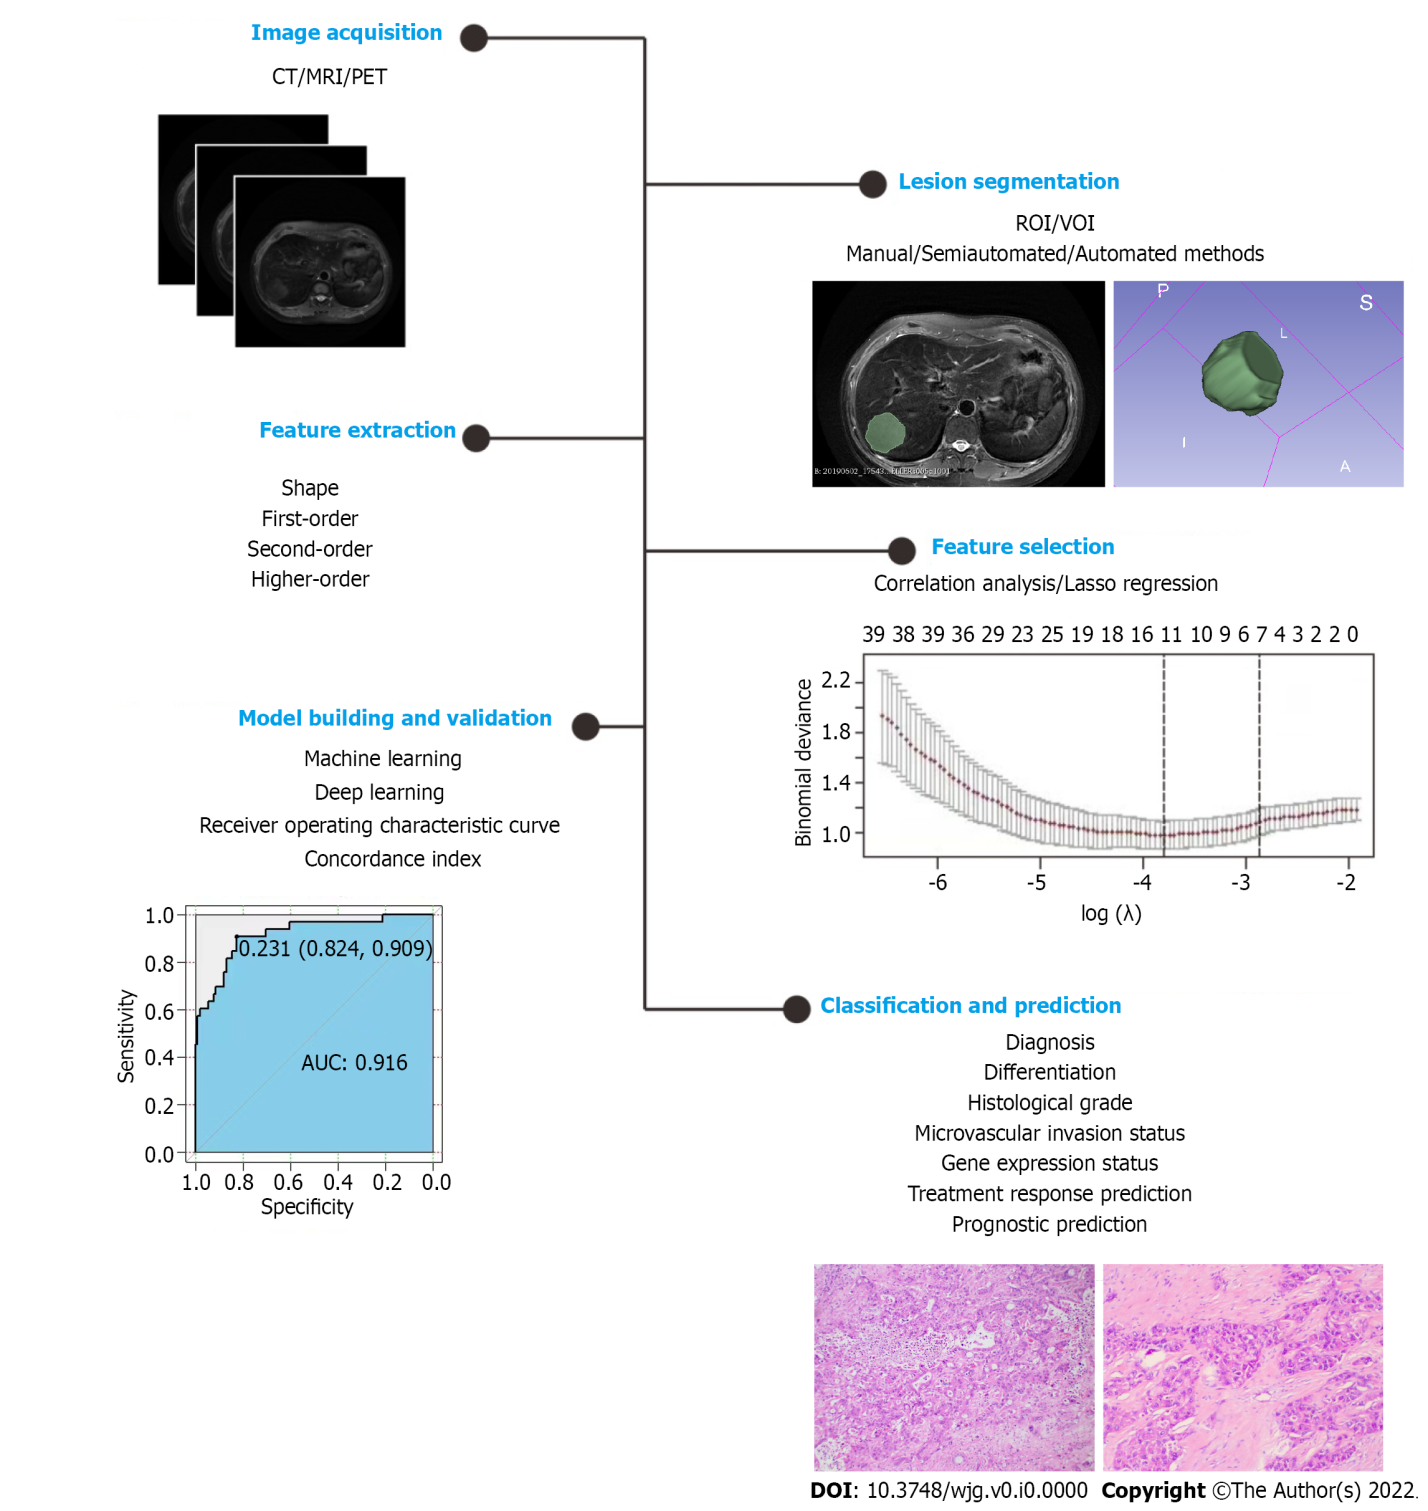 Image acquisition
CT/MRI/PET
Lesion segmentation
ROI/VOI
Manual/Semiautomated/Automated methods
P
S
L
I
A
Feature extraction
Shape
First-order
Second-order
Higher-order
Feature selection
Correlation analysis/Lasso regression
39 38 39 36 29 23 25 19 18 16 11 10 9 6 7 4 3 2 2 0
Binomial deviance
2.2
1.8
1.4
1.0
-6 -5 -4 -3 -2
log (λ)
Model building and validation
Machine learning
Deep learning
Receiver operating characteristic curve
Concordance index
Sensitivity
1.0
0.8
0.6
0.4
0.2
0.0
0.231 (0.824, 0.909)
AUC: 0.916
1.0 0.8 0.6 0.4 0.2 0.0
Specificity
Classification and prediction
Diagnosis
Differentiation
Histological grade
Microvascular invasion status
Gene expression status
Treatment response prediction
Prognostic prediction
DOI: 10.3748/wjg.v0.i0.0000 Copyright ©The Author(s) 2022.